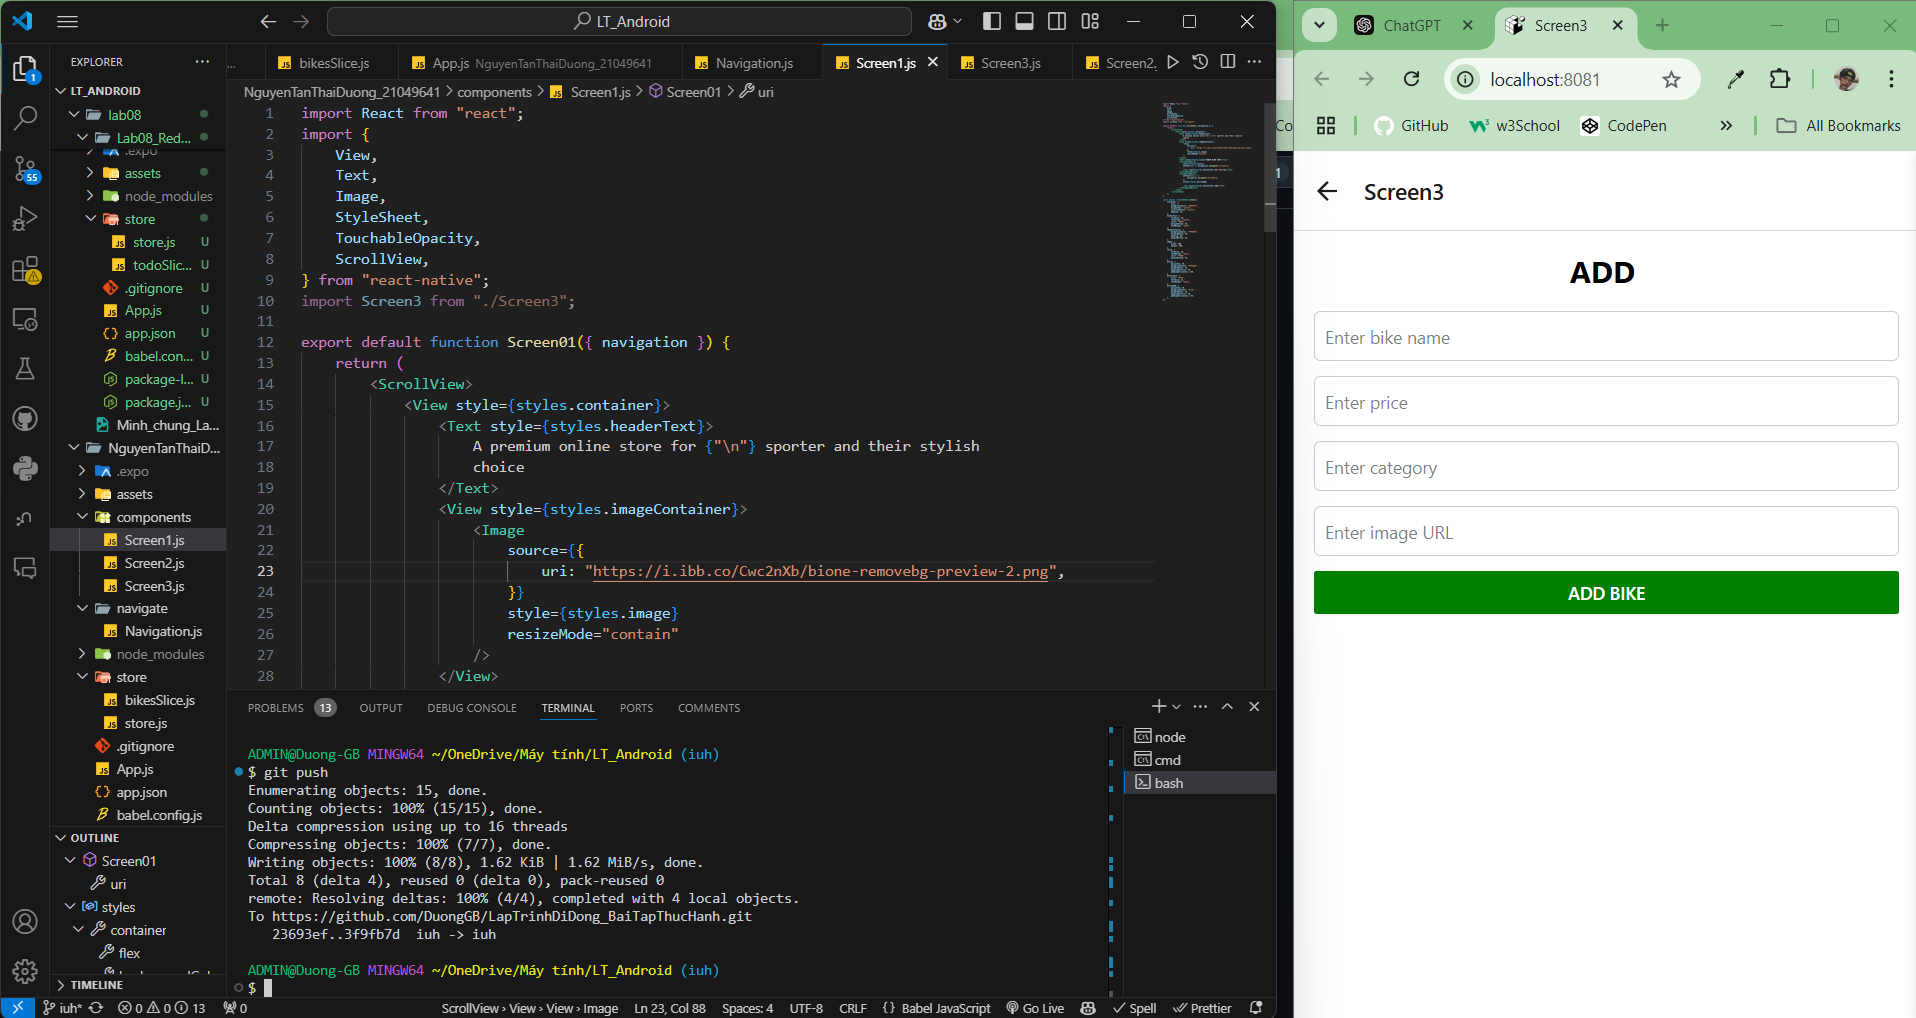 LT_Android
EXPLORER
LT_ANDROID
lab08
Lab08_Red...
.expo
assets
node_modules
store
store.js U
todoSlic... U
.gitignore U
App.js U
app.json U
babel.con... U
package-l... U
package.j... U
Minh_chung_La...
NguyenTanThaiD...
.expo
assets
components
Screen1.js
Screen2.js
Screen3.js
navigate
Navigation.js
node_modules
store
bikesSlice.js
store.js
.gitignore
App.js
app.json
babel.config.js
OUTLINE
Screen01
uri
styles
container
flex
TIMELINE
1
55
... bikesSlice.js App.js NguyenTanThaiDuong_21049641 Navigation.js Screen1.js Screen3.js Screen2.
NguyenTanThaiDuong_21049641 > components > Screen1.js > Screen01 > uri
1 import React from "react";
2 import {
3 View,
4 Text,
5 Image,
6 StyleSheet,
7 TouchableOpacity,
8 ScrollView,
9 } from "react-native";
10 import Screen3 from "./Screen3";
11
12 export default function Screen01({ navigation }) {
13 return (
14 <ScrollView>
15 <View style={styles.container}>
16 <Text style={styles.headerText}>
17 A premium online store for {"\n"} sporter and their stylish
18 choice
19 </Text>
20 <View style={styles.imageContainer}>
21 <Image
22 source={{
23 uri: "https://i.ibb.co/Cwc2nXb/bione-removebg-preview-2.png",
24 }}
25 style={styles.image}
26 resizeMode="contain"
27 />
28 </View>
PROBLEMS 13 OUTPUT DEBUG CONSOLE TERMINAL PORTS COMMENTS
ADMIN@Duong-GB MINGW64 ~/OneDrive/Máy tính/LT_Android (iuh)
$ git push
Enumerating objects: 15, done.
Counting objects: 100% (15/15), done.
Delta compression using up to 16 threads
Compressing objects: 100% (7/7), done.
Writing objects: 100% (8/8), 1.62 KiB | 1.62 MiB/s, done.
Total 8 (delta 4), reused 0 (delta 0), pack-reused 0
remote: Resolving deltas: 100% (4/4), completed with 4 local objects.
To https://github.com/DuongGB/LapTrinhDiDong_BaiTapThucHanh.git
23693ef..3f9fb7d iuh -> iuh
ADMIN@Duong-GB MINGW64 ~/OneDrive/Máy tính/LT_Android (iuh)
$
node
cmd
bash
iuh* 0 0 13 0 ScrollView › View › View › Image Ln 23, Col 88 Spaces: 4 UTF-8 CRLF {} Babel JavaScript Go Live Spell Prettier
ChatGPT Screen3
localhost:8081
Co GitHub w3School CodePen » All Bookmarks
1
Screen3
ADD
Enter bike name
Enter price
Enter category
Enter image URL
ADD BIKE